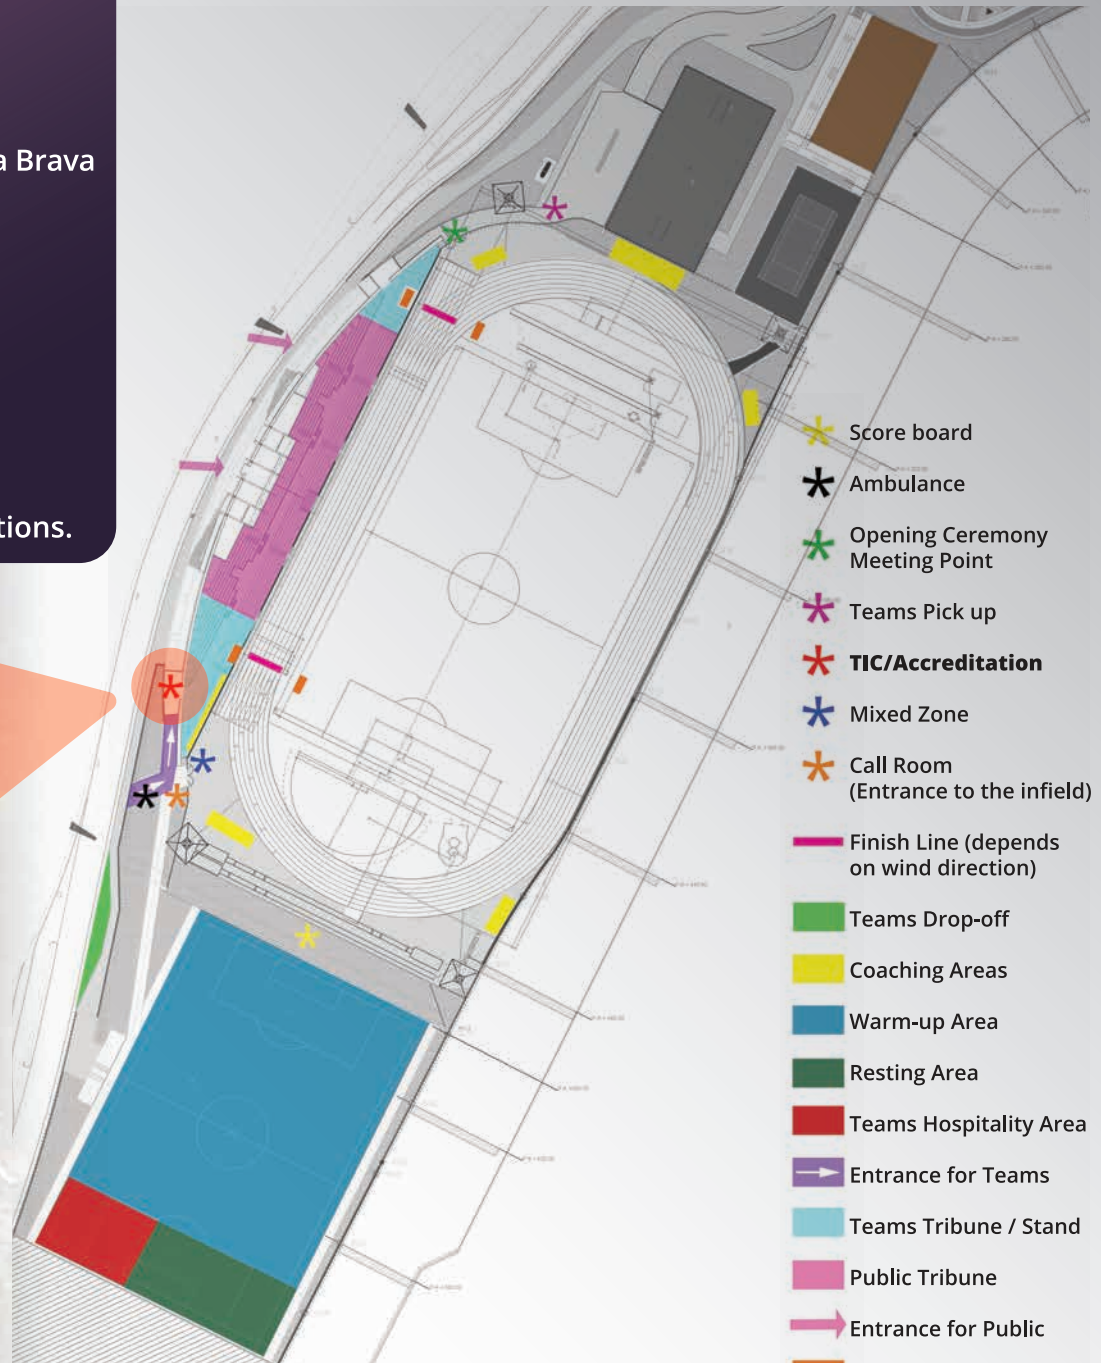 a Brava
tions.
Score board
Ambulance
Opening Ceremony
Meeting Point
Teams Pick up
TIC/Accreditation
Mixed Zone
Call Room
(Entrance to the infield)
Finish Line (depends
on wind direction)
Teams Drop-off
Coaching Areas
Warm-up Area
Resting Area
Teams Hospitality Area
Entrance for Teams
Teams Tribune / Stand
Public Tribune
Entrance for Public